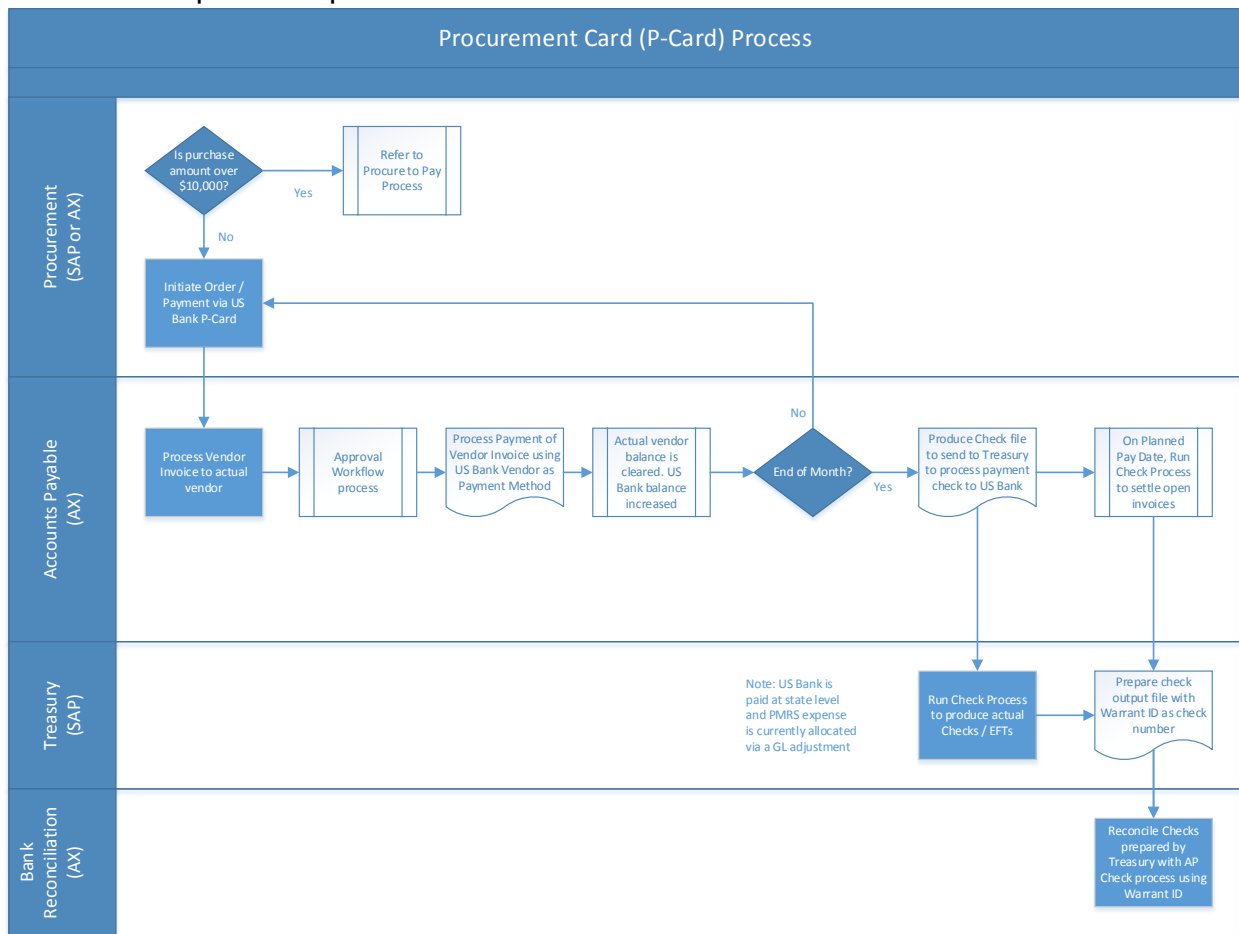 Procurement Card (P-Card) Process
Procurement
(SAP or AX)
Is purchase
amount over
$10,000?
Yes
Refer to
Procure to Pay
Process
No
Initiate Order /
Payment via US
Bank P-Card
Accounts Payable
(AX)
Process Vendor
Invoice to actual
vendor
Approval
Workflow
process
Process Payment of
Vendor Invoice using
US Bank Vendor as
Payment Method
Actual vendor
balance is
cleared. US
Bank balance
increased
No
End of Month?
Yes
Produce Check file
to send to Treasury
to process payment
check to US Bank
On Planned
Pay Date, Run
Check Process
to settle open
invoices
Treasury
(SAP)
Note: US Bank is
paid at state level
and PMRS expense
is currently allocated
via a GL adjustment
Run Check Process
to produce actual
Checks / EFTs
Prepare check
output file with
Warrant ID as check
number
Bank
Reconciliation
(AX)
Reconcile Checks
prepared by
Treasury with AP
Check process using
Warrant ID